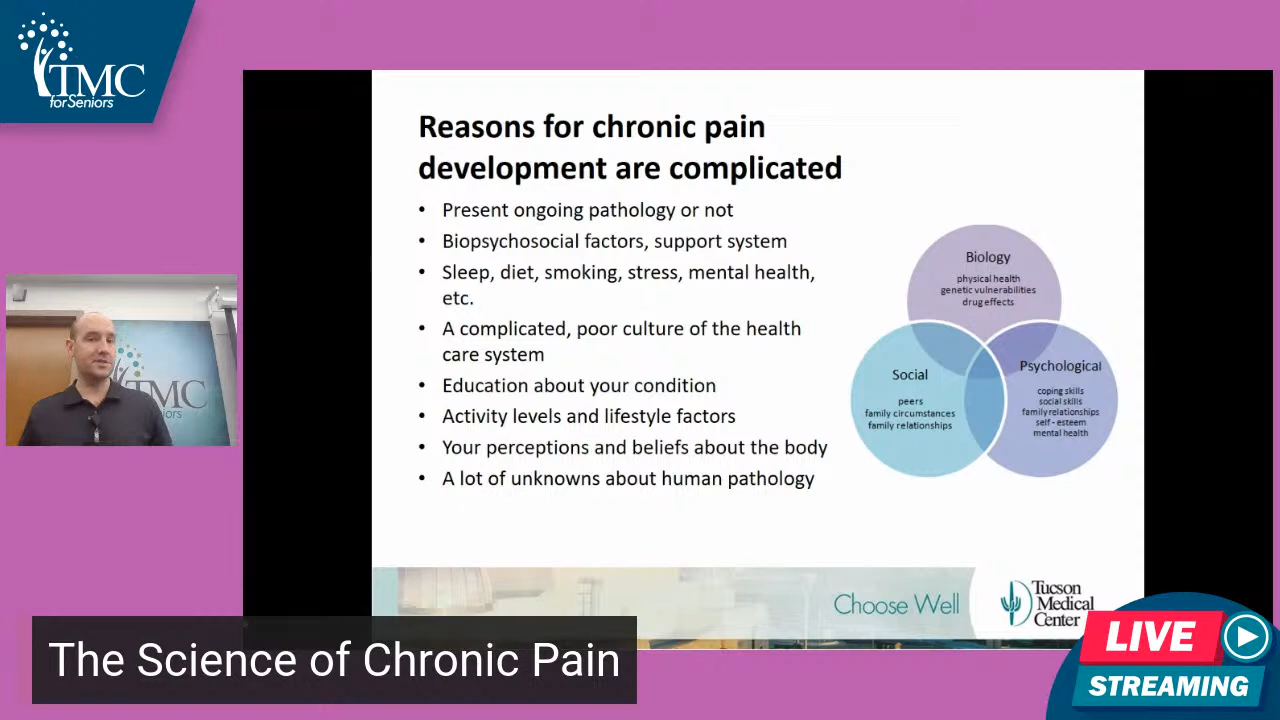 TMC
for Seniors
Reasons for chronic pain
development are complicated
• Present ongoing pathology or not
• Biopsychosocial factors, support system
• Sleep, diet, smoking, stress, mental health,
etc.
• A complicated, poor culture of the health
care system
• Education about your condition
• Activity levels and lifestyle factors
• Your perceptions and beliefs about the body
• A lot of unknowns about human pathology
Biology
physical health
genetic vulnerabilities
drug effects
Social
peers
family circumstances
family relationships
Psychological
coping skills
social skills
family relationships
self - esteem
mental health
TMC
Choose Well
Tucson
Medical
Center
The Science of Chronic Pain
LIVE
STREAMING